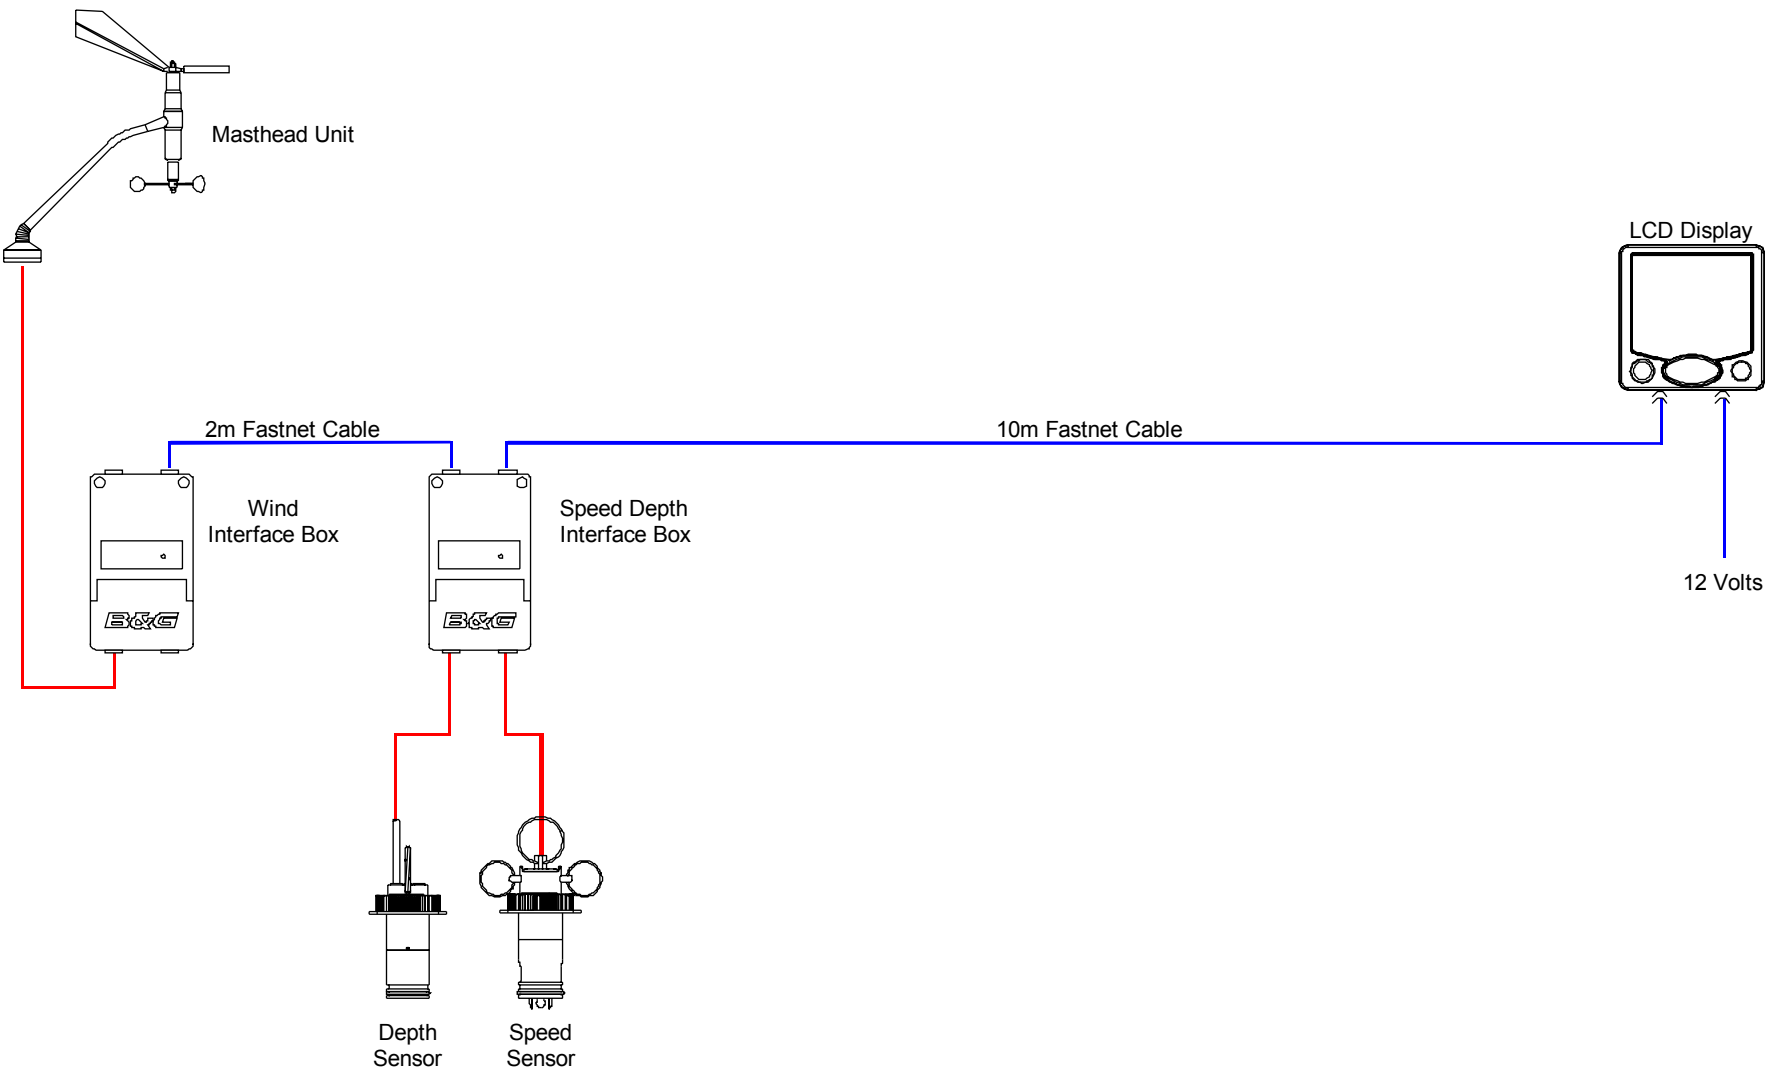 Masthead Unit
LCD Display
2m Fastnet Cable
10m Fastnet Cable
Wind
Interface Box
Speed Depth
Interface Box
12 Volts
B&G
B&G
Depth
Sensor
Speed
Sensor